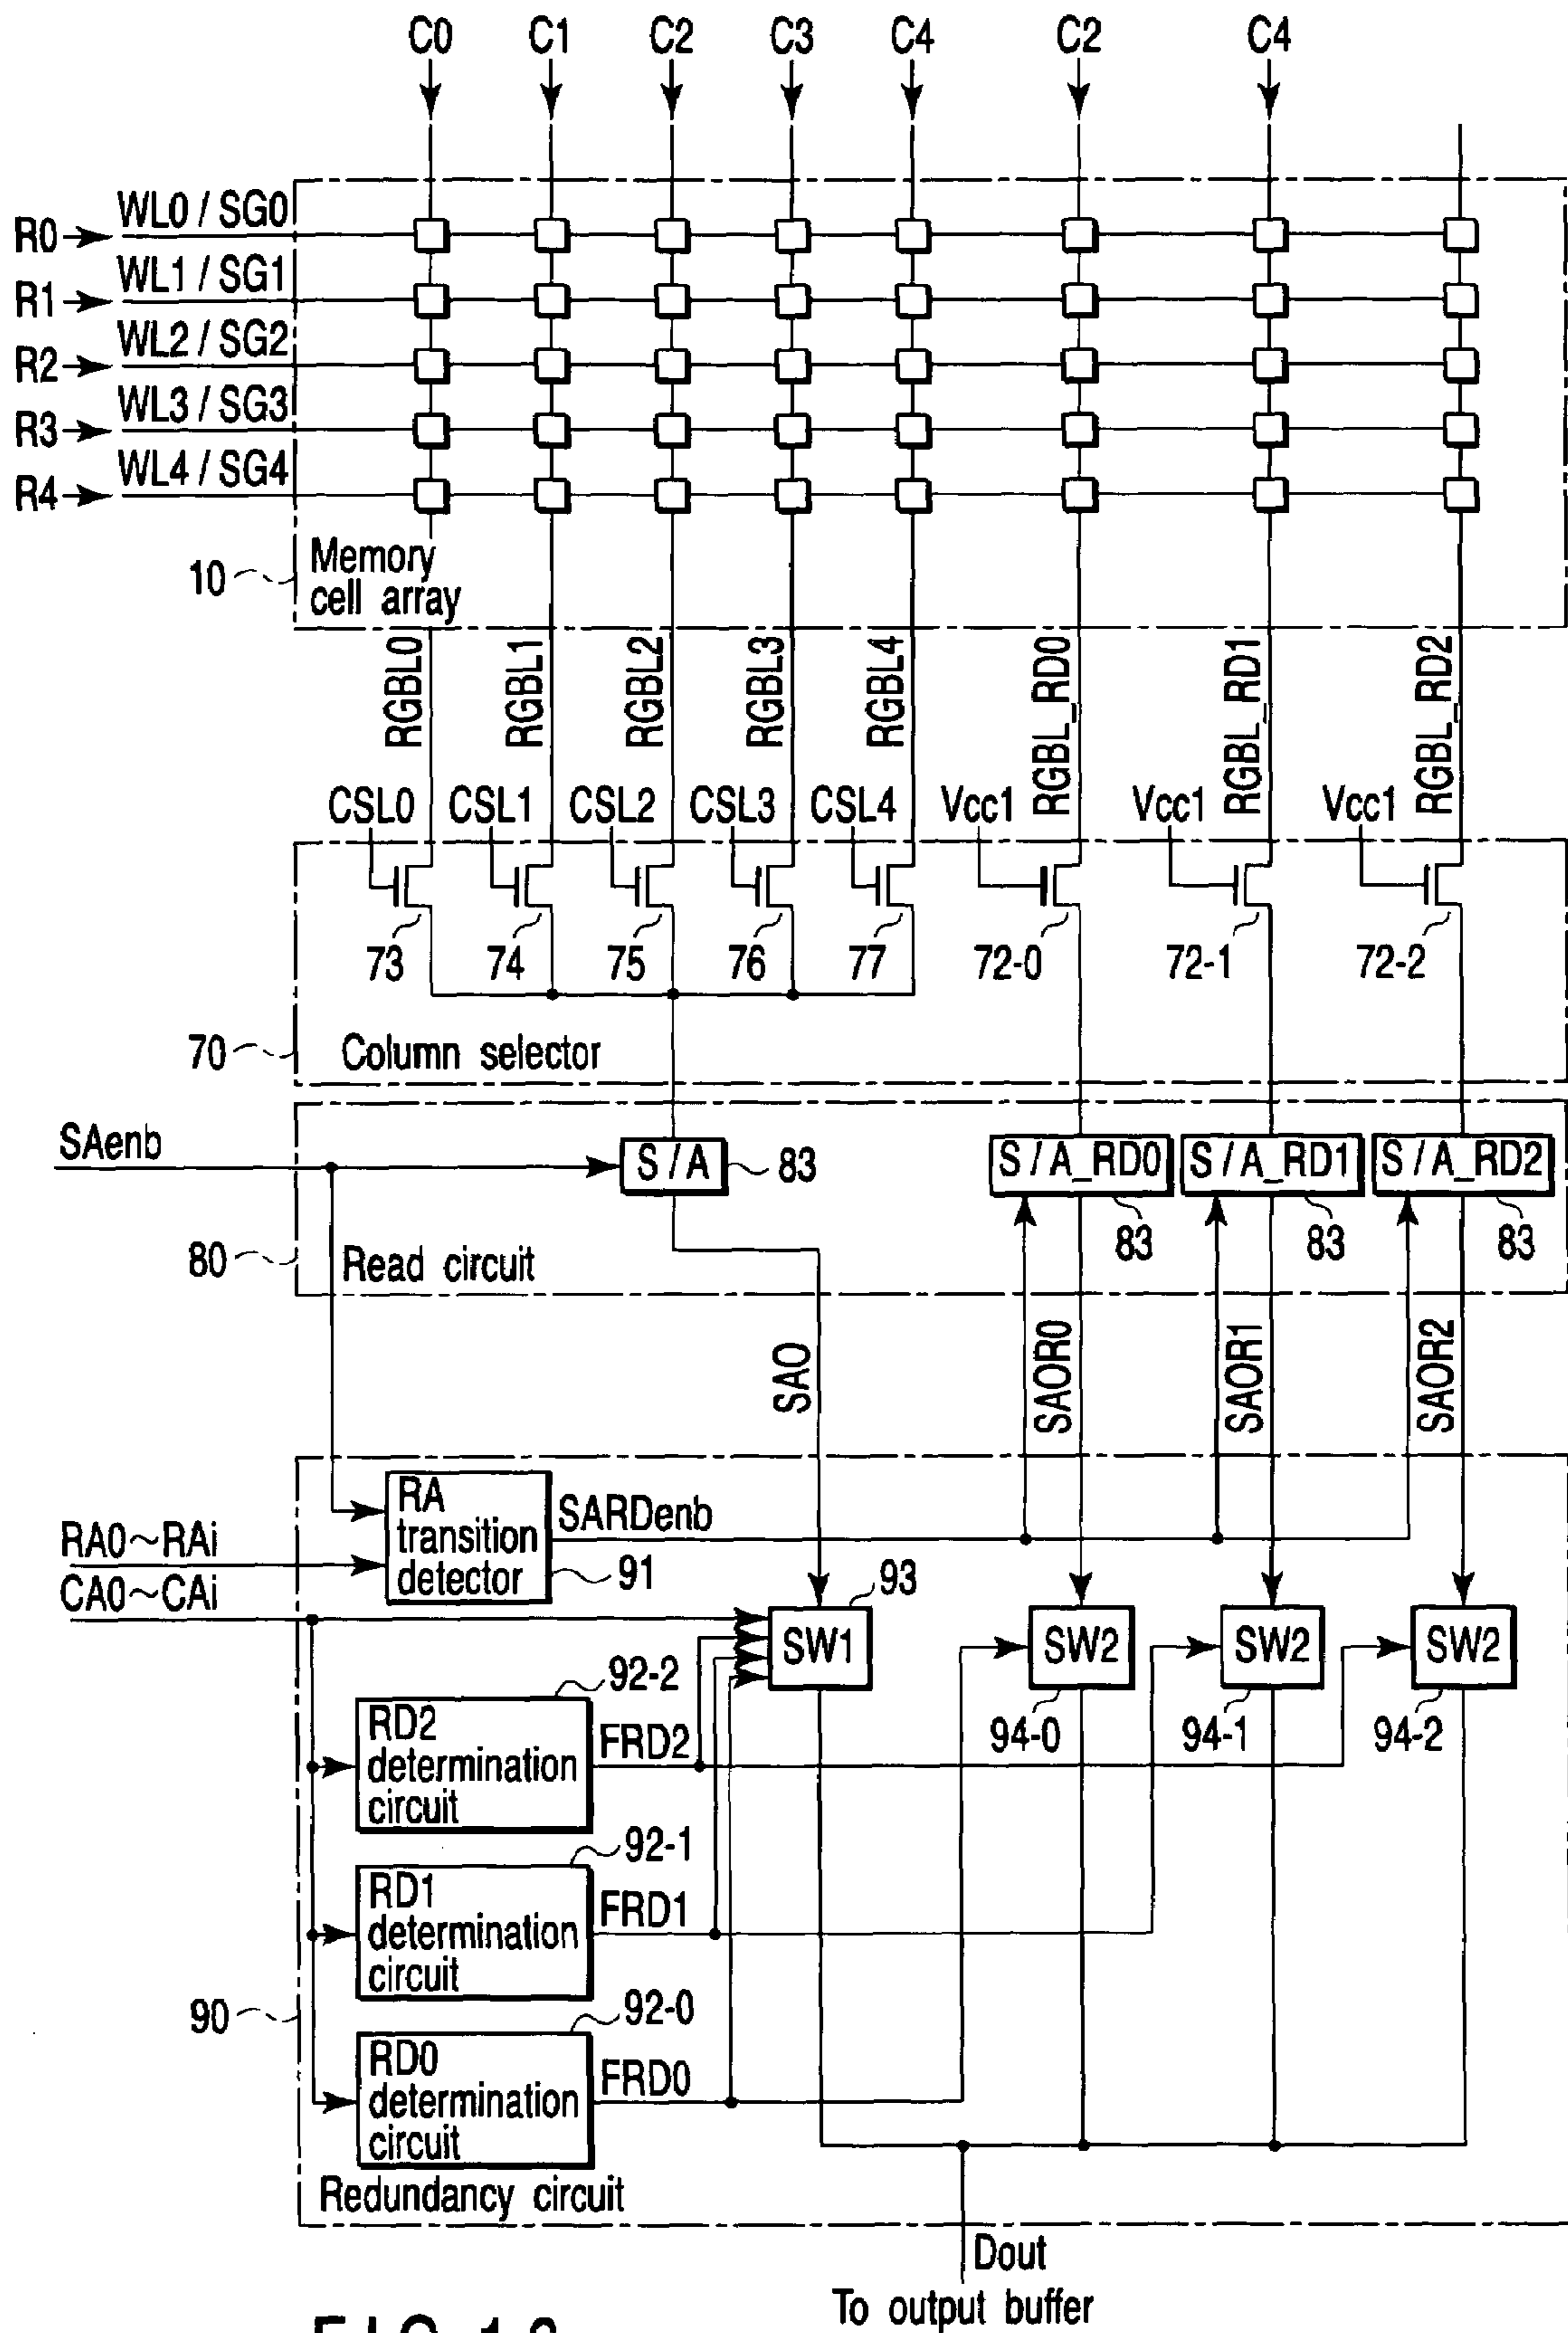 C0 C1 C2 C3 C4 C2 C4
WL0 / SG0
R0
WL1 / SG1
R1
WL2 / SG2
R2
WL3 / SG3
R3
WL4 / SG4
R4
Memory
cell array
10
RGBL0 RGBL1 RGBL2 RGBL3 RGBL4 RGBL_RD0 RGBL_RD1 RGBL_RD2
CSL0 CSL1 CSL2 CSL3 CSL4 Vcc1 Vcc1 Vcc1
73 74 75 76 77 72-0 72-1 72-2
70
Column selector
SAenb
S / A 83 S / A_RD0 S / A_RD1 S / A_RD2
83 83 83
80
Read circuit
SAO SAOR0 SAOR1 SAOR2
RA
transition
detector
SARDenb
91
RA0~RAi
CA0~CAi
93
SW1 SW2 SW2 SW2
94-0 94-1 94-2
92-2
RD2
determination
circuit
FRD2
92-1
RD1
determination
circuit
FRD1
92-0
90
RD0
determination
circuit
FRD0
Redundancy circuit
Dout
To output buffer